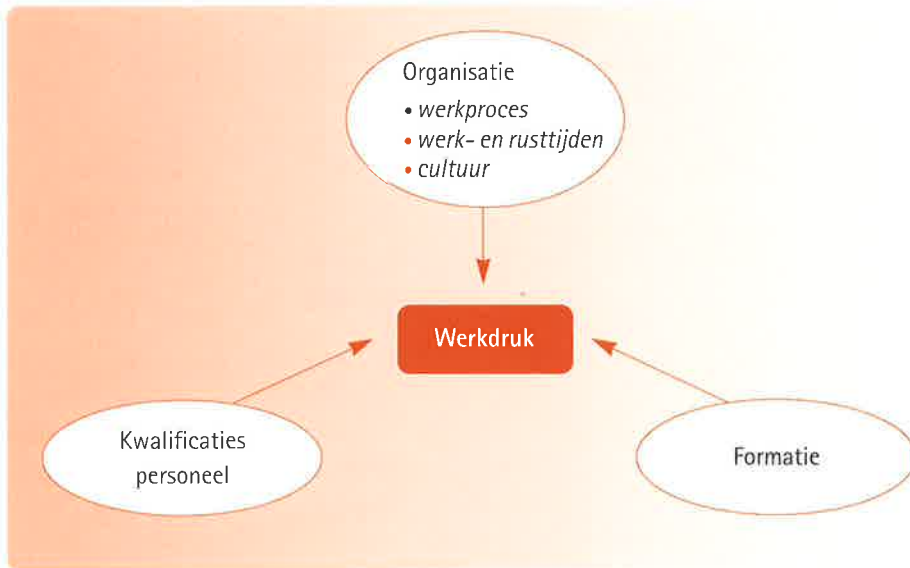 Organisatie
• werkproces
• werk- en rusttijden
• cultuur
Werkdruk
Kwalificaties
personeel
Formatie